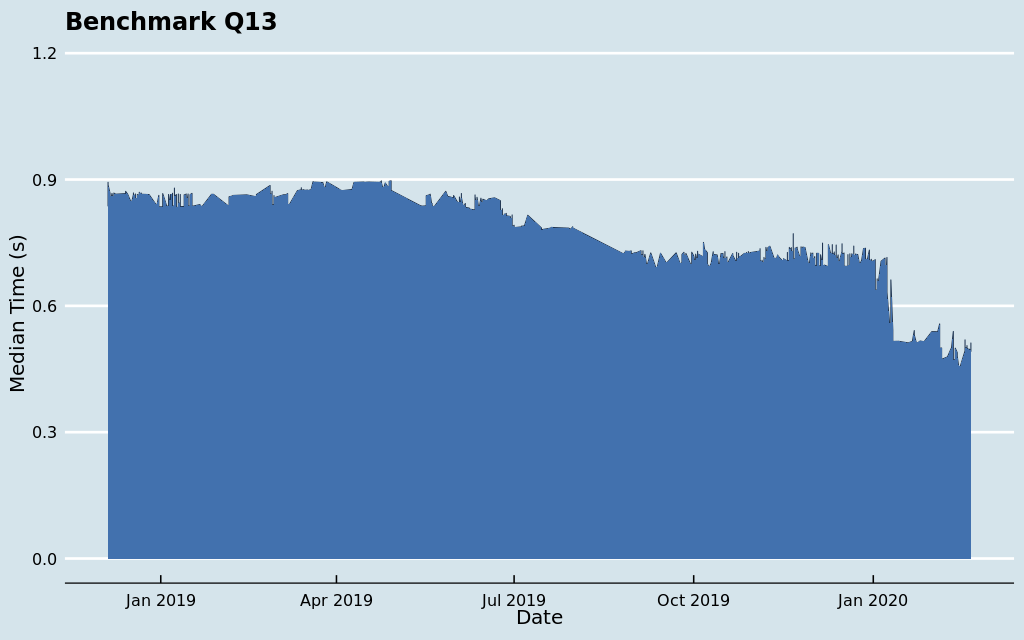 Benchmark Q13
1.2
0.9
0.6
0.3
0.0
Median Time (s)
Jan 2019
Apr 2019
Jul 2019
Oct 2019
Jan 2020
Date